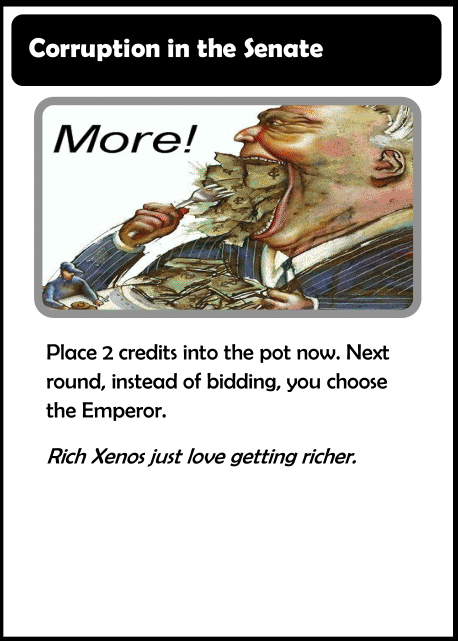 Corruption in the Senate
More!
Place 2 credits into the pot now. Next
round, instead of bidding, you choose
the Emperor.
Rich Xenos just love getting richer.